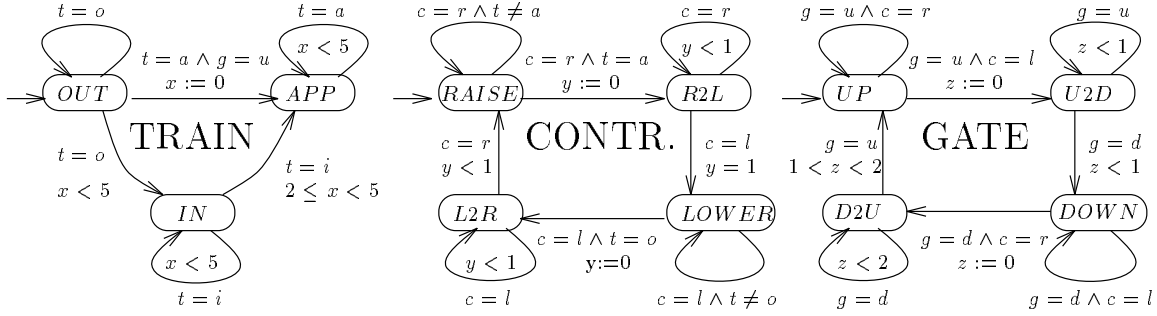 t = o
t = a
x < 5
t = a ∧ g = u
x := 0
OUT
APP
TRAIN
t = o
x < 5
t = i
2 ≤ x < 5
IN
x < 5
t = i
c = r ∧ t ≠ a
c = r
y < 1
c = r ∧ t = a
y := 0
RAISE
R2L
CONTR.
c = r
y < 1
c = l
y = 1
L2R
LOWER
c = l ∧ t = o
y:=0
y < 1
c = l
c = l ∧ t ≠ o
g = u ∧ c = r
g = u
z < 1
g = u ∧ c = l
z := 0
UP
U2D
GATE
g = u
1 < z < 2
g = d
z < 1
D2U
DOWN
g = d ∧ c = r
z := 0
z < 2
g = d
g = d ∧ c = l